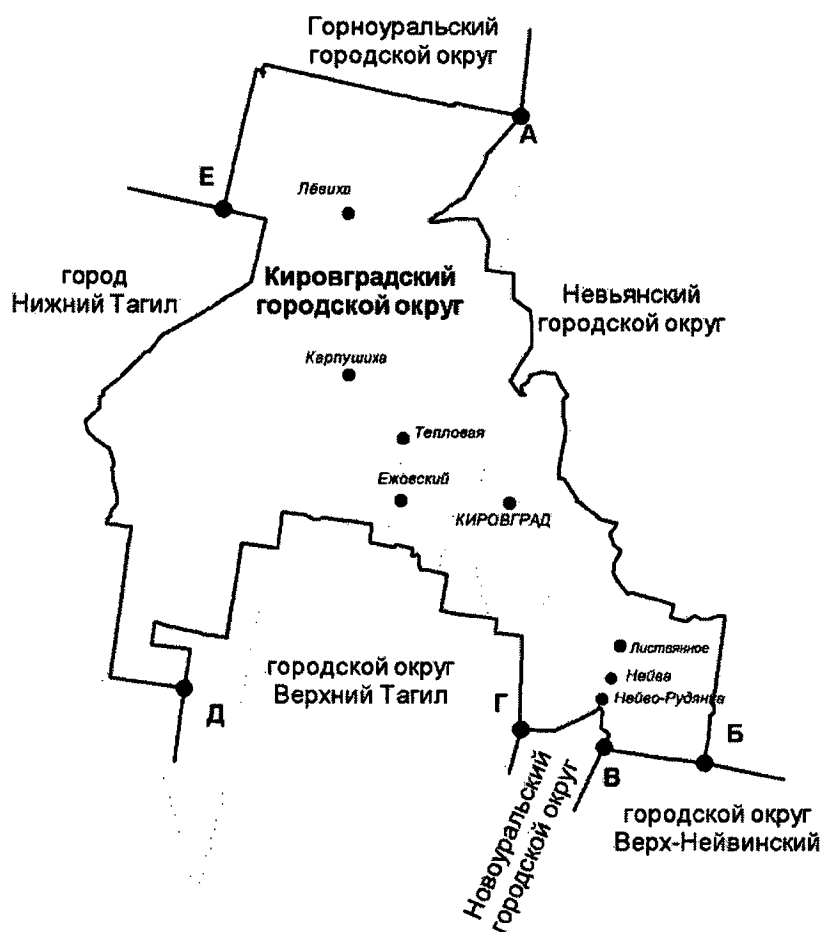 Горноуральский
городской округ
А
Е
Лёвиха
город
Нижний Тагил
Кировградский
городской округ
Невьянский
городской округ
Карпушиха
Тепловая
Ежовский
КИРОВГРАД
Листвянное
Нейва
Нейво-Рудянка
городской округ
Верхний Тагил
Д
Г
В
Б
Новоуральский
городской округ
городской округ
Верх-Нейвинский